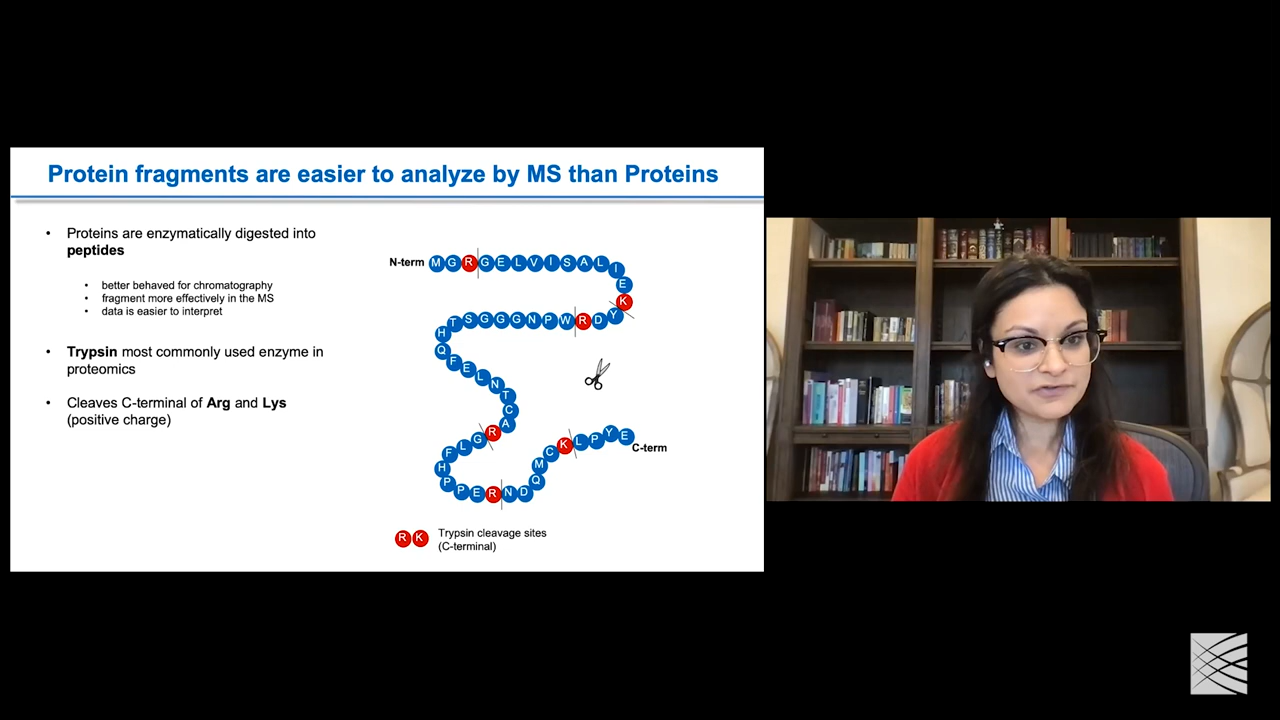 Protein fragments are easier to analyze by MS than Proteins
• Proteins are enzymatically digested into
peptides
• better behaved for chromatography
• fragment more effectively in the MS
• data is easier to interpret
• Trypsin most commonly used enzyme in
proteomics
• Cleaves C-terminal of Arg and Lys
(positive charge)
N-term M G R G E L V I S A L I E K
Y D R W P N G G G S T H
Q F E L N T C A
R G L F H P
P E R N D Q
M C K L P Y E
C-term
R K Trypsin cleavage sites
(C-terminal)